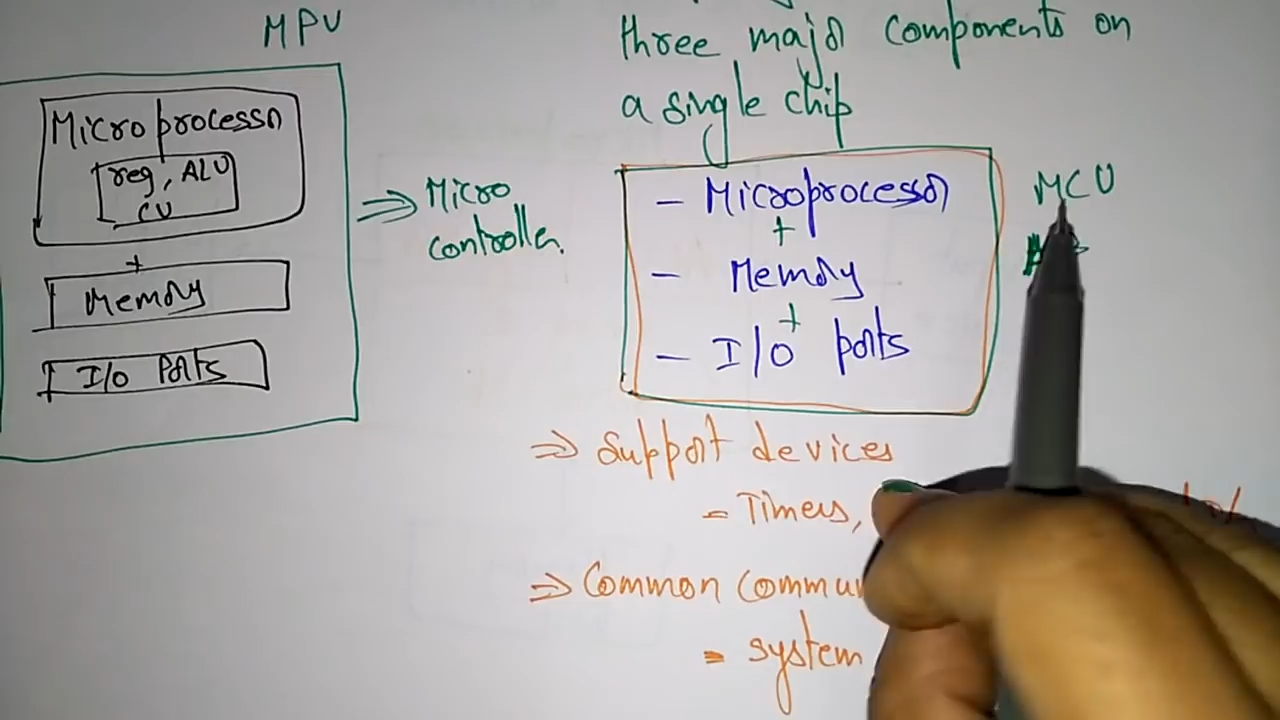 MPU
Microprocessor
reg, ALU
CU
+
Memory
I/o Ports
⇒ Micro
controller.
three major components on
a single chip
- Microprocessor
+
- Memory
+
- I/o ports
MCU
⇒ Support devices
- Timers,
⇒ Common
- system